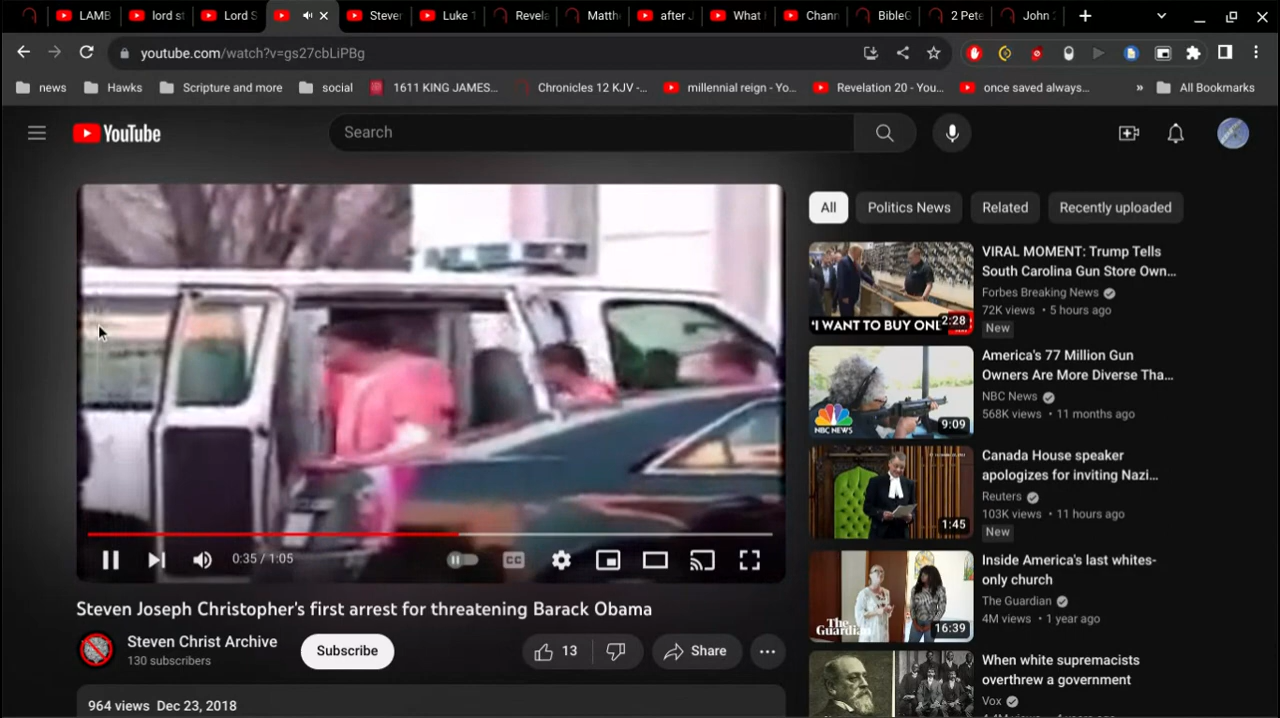 LAMB
lord st
Lord S
Steven
Luke 1
Revela
Matth
after J
What I
Chann
BibleG
2 Pete
John
youtube.com/watch?v=gs27cbLiPBg
news
Hawks
Scripture and more
social
1611 KING JAMES...
Chronicles 12 KJV -...
millennial reign - Yo...
Revelation 20 - You...
once saved always...
»
All Bookmarks
YouTube
Search
All
Politics News
Related
Recently uploaded
VIRAL MOMENT: Trump Tells
South Carolina Gun Store Own...
Forbes Breaking News
72K views • 5 hours ago
New
'I WANT TO BUY ONE
2:28
America's 77 Million Gun
Owners Are More Diverse Tha...
NBC News
568K views • 11 months ago
NBC NEWS
9:09
Canada House speaker
apologizes for inviting Nazi...
Reuters
103K views • 11 hours ago
New
1:45
Inside America's last whites-
only church
The Guardian
4M views • 1 year ago
The
Guardian
16:39
When white supremacists
overthrew a government
Vox
0:35 / 1:05
CC
Steven Joseph Christopher's first arrest for threatening Barack Obama
Steven Christ Archive
130 subscribers
Subscribe
13
Share
964 views Dec 23, 2018